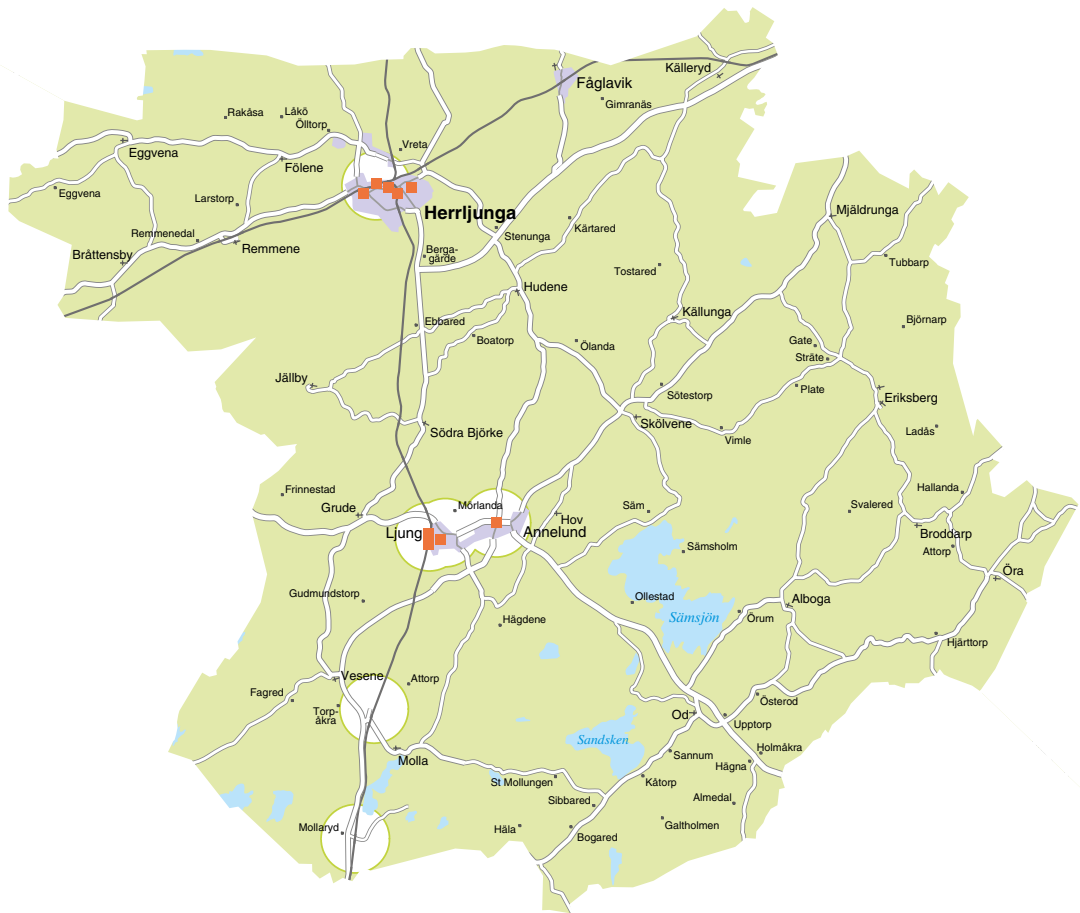 Källeryd
Fåglavik
Gimranäs
Rakåsa
Låkö
Ölltorp
Vreta
Eggvena
Fölene
Eggvena
Larstorp
Herrljunga
Mjäldrunga
Remmenedal
Stenunga
Kärtared
Bråttensby
Remmene
Berga-
gårde
Tubbarp
Tostared
Hudene
Källunga
Björnarp
Ebbared
Boatorp
Ölanda
Gate
Sträte
Jällby
Sötestorp
Plate
Eriksberg
Södra Björke
Skölvene
Vimle
Ladås
Frinnestad
Hallanda
Grude
Mörlanda
Säm
Svalered
Hov
Ljung
Annelund
Broddarp
Attorp
Sämsholm
Öra
Gudmundstorp
Ollestad
Alboga
Hägdene
Sämsjön
Örum
Hjärttorp
Vesene
Attorp
Fagred
Torp-
åkra
Österod
Od
Upptorp
Sandsken
Molla
Sannum
Holmåkra
Hägna
St Mollungen
Kåtorp
Sibbared
Almedal
Mollaryd
Häla
Bogared
Galtholmen